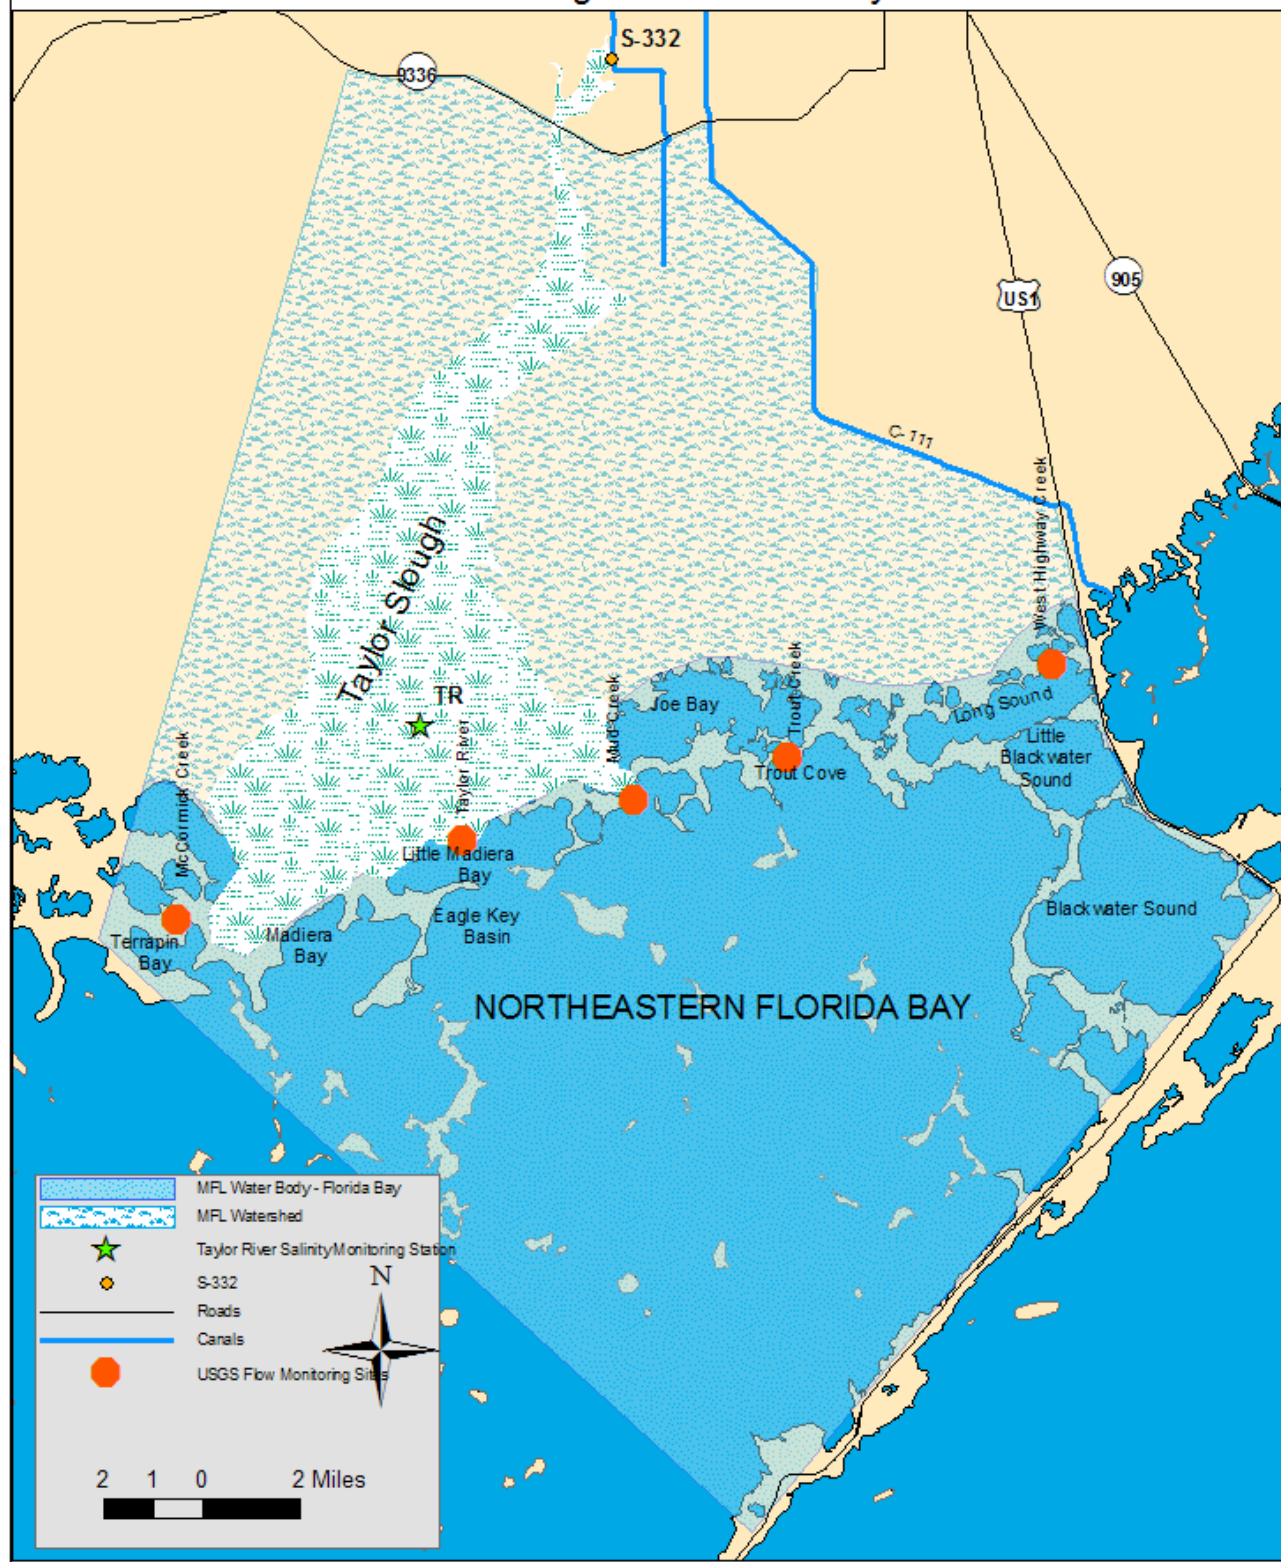 S-332
9336
905
US1
C-111
West Highway Creek
Taylor Slough
TR
Taylor River
Mud Creek
Joe Bay
Trout Creek
Long Sound
Little
Blackwater
Sound
Trout Cove
McCormick Creek
Little Madiera
Bay
Eagle Key
Basin
Blackwater Sound
Terrapin
Bay
Madiera
Bay
NORTHEASTERN FLORIDA BAY
MFL Water Body - Florida Bay
MFL Watershed
Taylor River Salinity Monitoring Station
S-332
N
Roads
Canals
USGS Flow Monitoring Sites
2 1 0 2 Miles